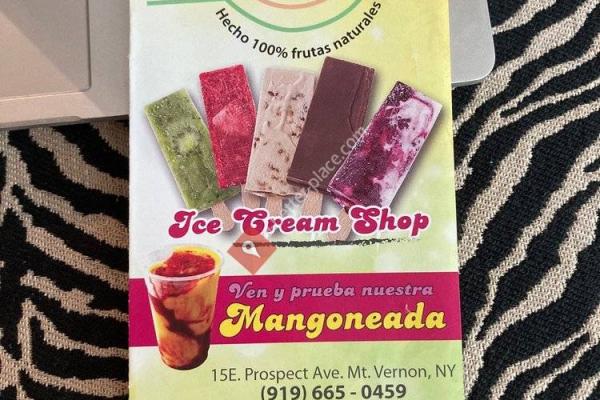 Hecho 100% frutas naturales
Ice Cream Shop
Ven y prueba nuestra
Mangoneada
15E. Prospect Ave. Mt. Vernon, NY
(919) 665 - 0459